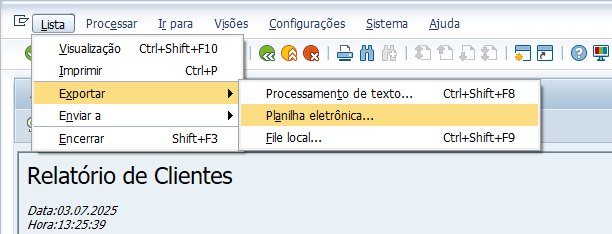 Lista Processar Ir para Visões Configurações Sistema Ajuda
Visualização Ctrl+Shift+F10
Imprimir Ctrl+P
Exportar
Enviar a
Encerrar Shift+F3
Processamento de texto... Ctrl+Shift+F8
Planilha eletrônica...
File local... Ctrl+Shift+F9
Relatório de Clientes
Data:03.07.2025
Hora:13:25:39